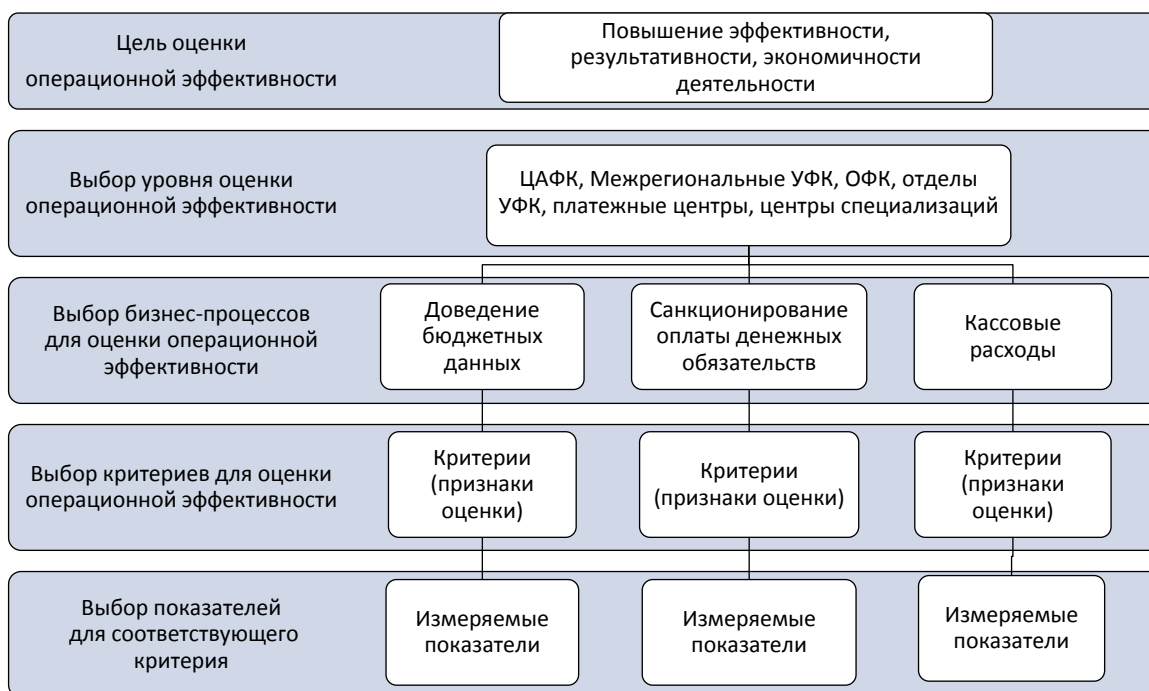 Цель оценки
операционной эффективности
Повышение эффективности,
результативности, экономичности
деятельности
Выбор уровня оценки
операционной эффективности
ЦАФК, Межрегиональные УФК, ОФК, отделы
УФК, платежные центры, центры специализаций
Выбор бизнес-процессов
для оценки операционной
эффективности
Доведение
бюджетных
данных
Санкционирование
оплаты денежных
обязательств
Кассовые
расходы
Выбор критериев для оценки
операционной эффективности
Критерии
(признаки
оценки)
Критерии
(признаки оценки)
Критерии
(признаки
оценки)
Выбор показателей
для соответствующего
критерия
Измеряемые
показатели
Измеряемые
показатели
Измеряемые
показатели